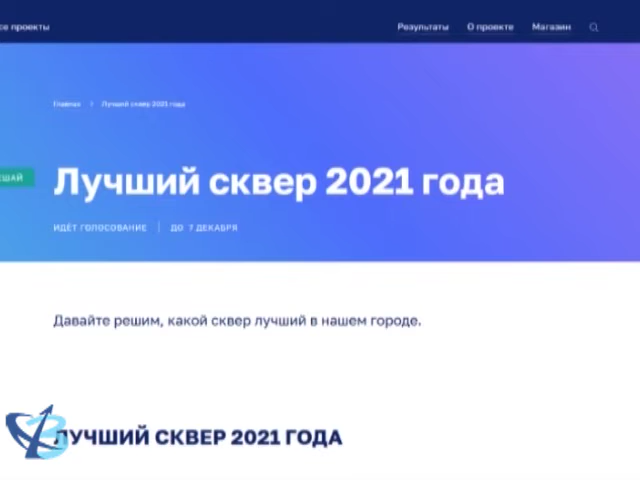 се проекты Результаты О проекте Магазин
Главная Лучший сквер 2021 года
ЕШАЙ
Лучший сквер 2021 года
ИДЁТ ГОЛОСОВАНИЕ ДО 7 ДЕКАБРЯ
Давайте решим, какой сквер лучший в нашем городе.
ЛУЧШИЙ СКВЕР 2021 ГОДА